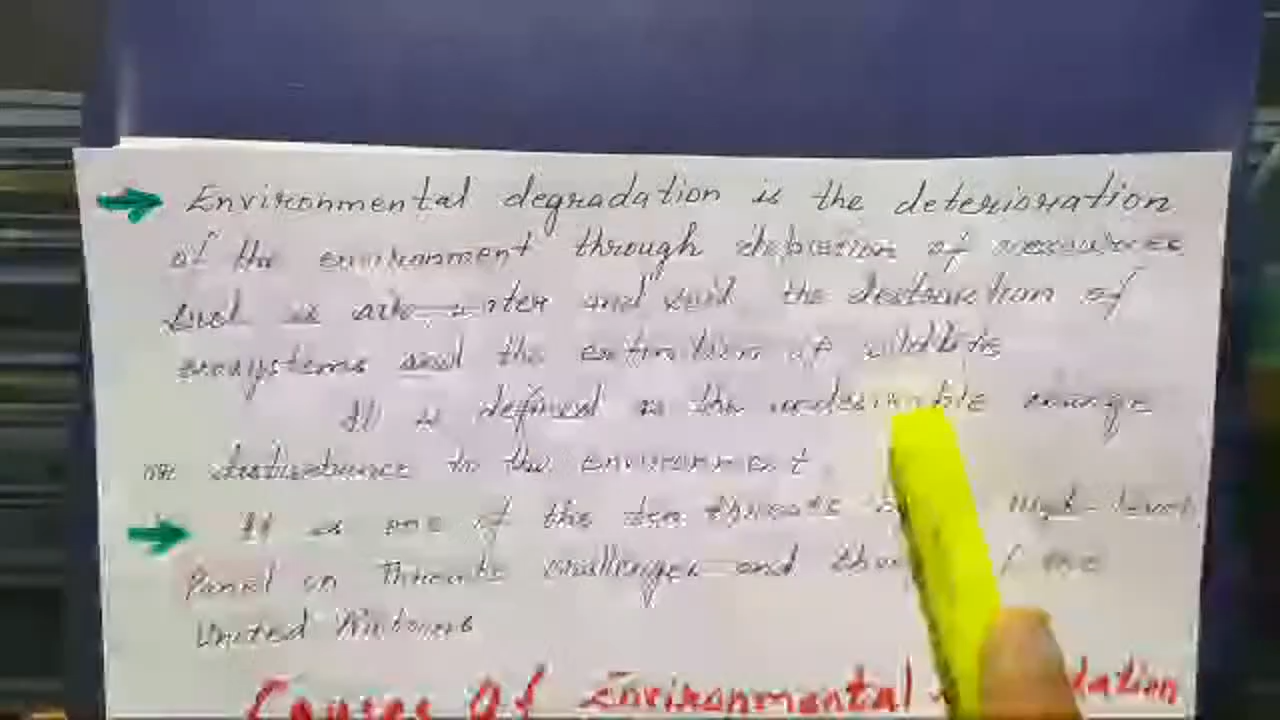 Environmental degradation is the deterioration
of the environment through depletion of resources
such as air water and soil the destruction of
ecosystems and the extinction of wildlife
It is defined as the undesirable change
or disturbance to the environment
It is one of the ten threats High-Level
Panel on Threats challenges and
United Nations
Causes Of Environmental